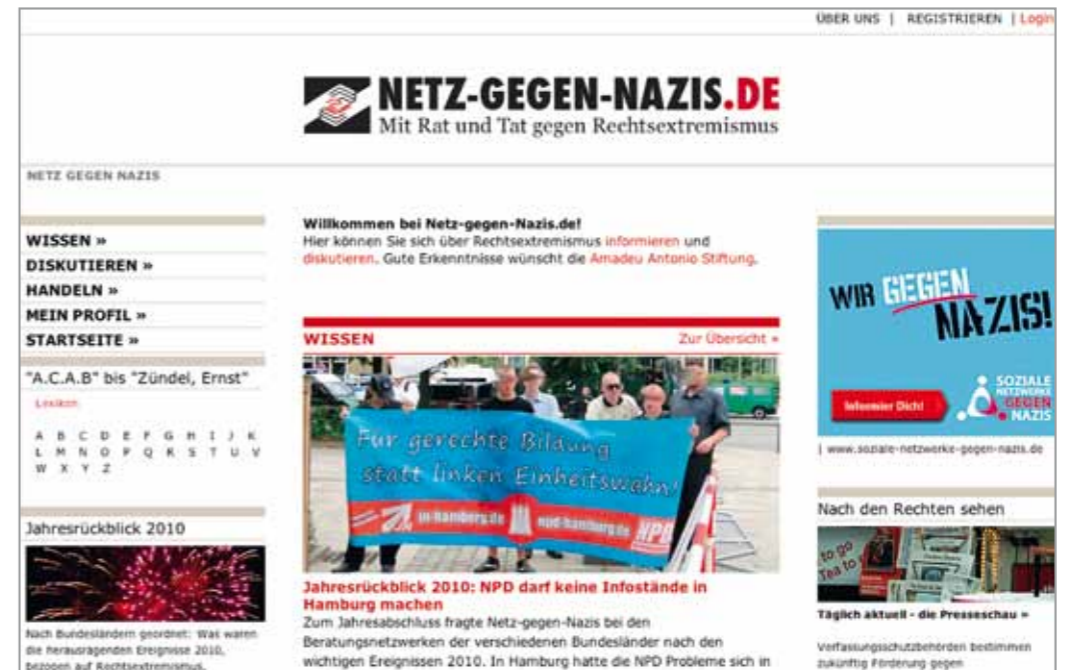 ÜBER UNS | REGISTRIEREN | Login
NETZ-GEGEN-NAZIS.DE
Mit Rat und Tat gegen Rechtsextremismus
NETZ GEGEN NAZIS
WISSEN »
DISKUTIEREN »
HANDELN »
MEIN PROFIL »
STARTSEITE »
"A.C.A.B" bis "Zündel, Ernst"
Lexikon
A B C D E F G H I J K
L M N O P Q R S T U V
W X Y Z
Jahresrückblick 2010
Nach Bundesländern geordnet: Was waren
die herausragenden Ereignisse 2010,
bezogen auf Rechtsextremismus.
Willkommen bei Netz-gegen-Nazis.de!
Hier können Sie sich über Rechtsextremismus informieren und
diskutieren. Gute Erkenntnisse wünscht die Amadeu Antonio Stiftung.
WISSEN Zur Übersicht »
Für gerechte Bildung
statt linken Einheitswahn!
in-hamburg.de npd-hamburg.de NPD
Jahresrückblick 2010: NPD darf keine Infostände in
Hamburg machen
Zum Jahresabschluss fragte Netz-gegen-Nazis bei den
Beratungsnetzwerken der verschiedenen Bundesländer nach den
wichtigen Ereignissen 2010. In Hamburg hatte die NPD Probleme sich in
WIR GEGEN
NAZIS!
Informier Dich!
SOZIALE
NETZWERKE
GEGEN
NAZIS
| www.soziale-netzwerke-gegen-nazis.de
Nach den Rechten sehen
to go
Tea to
Täglich aktuell - die Presseschau »
Verfassungsschutzbehörden bestimmen
zukünftig Förderung gegen